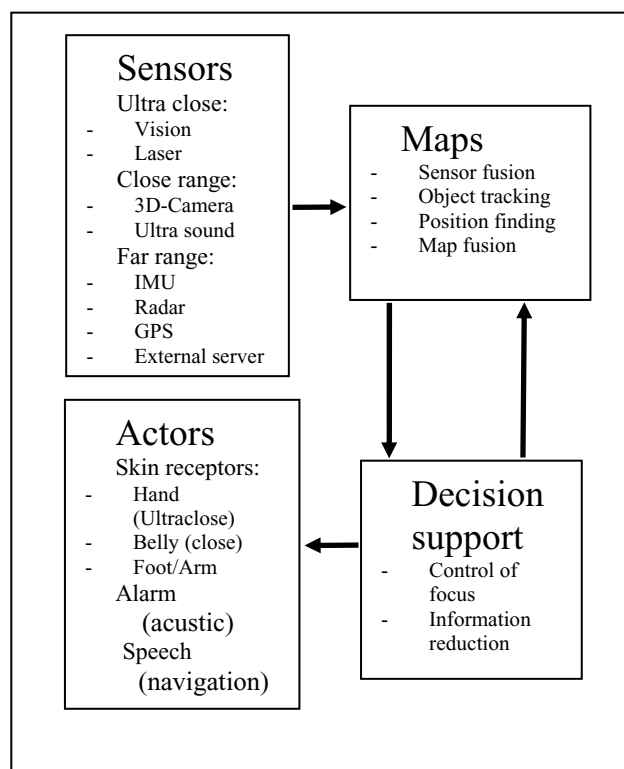 Sensors
Ultra close:
- Vision
- Laser
Close range:
- 3D-Camera
- Ultra sound
Far range:
- IMU
- Radar
- GPS
- External server
Maps
- Sensor fusion
- Object tracking
- Position finding
- Map fusion
Actors
Skin receptors:
- Hand
(Ultraclose)
- Belly (close)
- Foot/Arm
Alarm
(acustic)
Speech
(navigation)
Decision
support
- Control of
focus
- Information
reduction